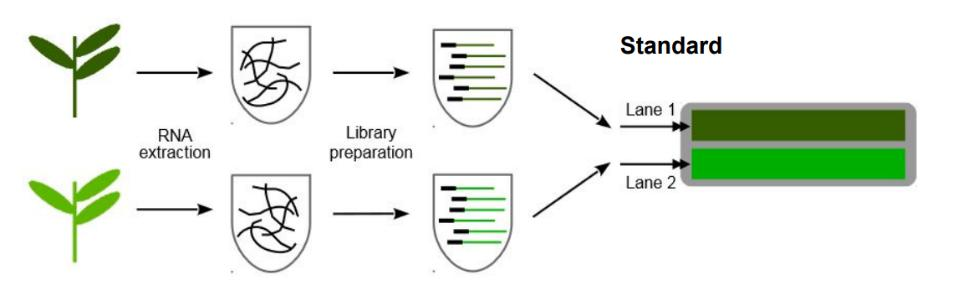 Standard
Lane 1
RNA
extraction
Library
preparation
Lane 2